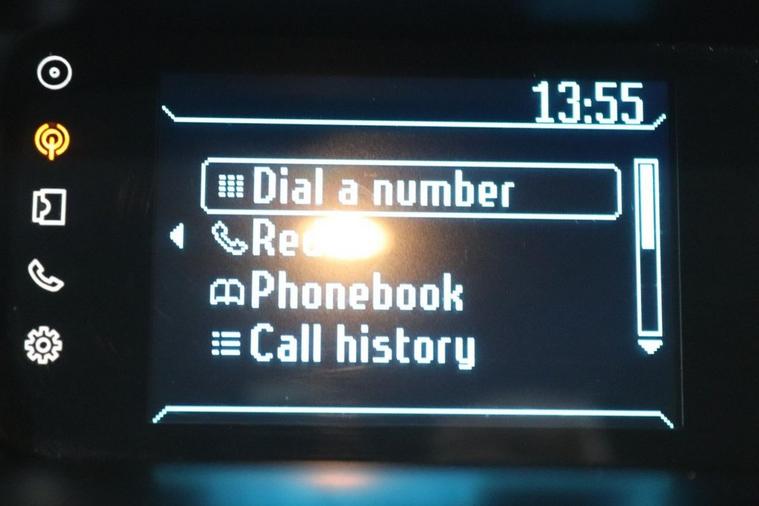 13:55
Dial a number
Phonebook
Call history